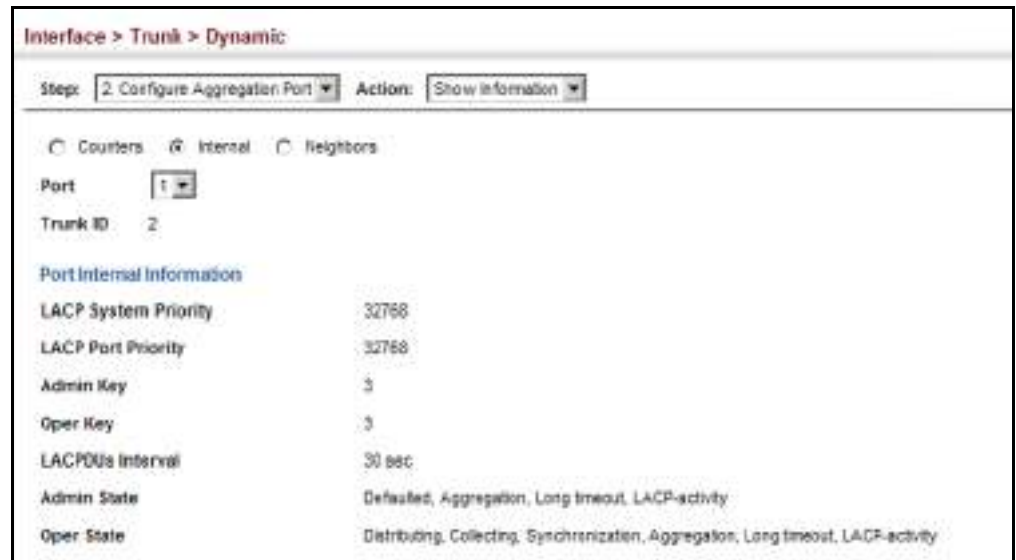 Interface > Trunk > Dynamic
Step: 2. Configure Aggregation Port Action: Show Information
Counters Internal Neighbors
Port 1
Trunk ID 2
Port Internal Information
LACP System Priority 32768
LACP Port Priority 32768
Admin Key 3
Oper Key 3
LACPDUs Interval 30 sec
Admin State Defaulted, Aggregation, Long timeout, LACP-activity
Oper State Distributing, Collecting, Synchronization, Aggregation, Long timeout, LACP-activity